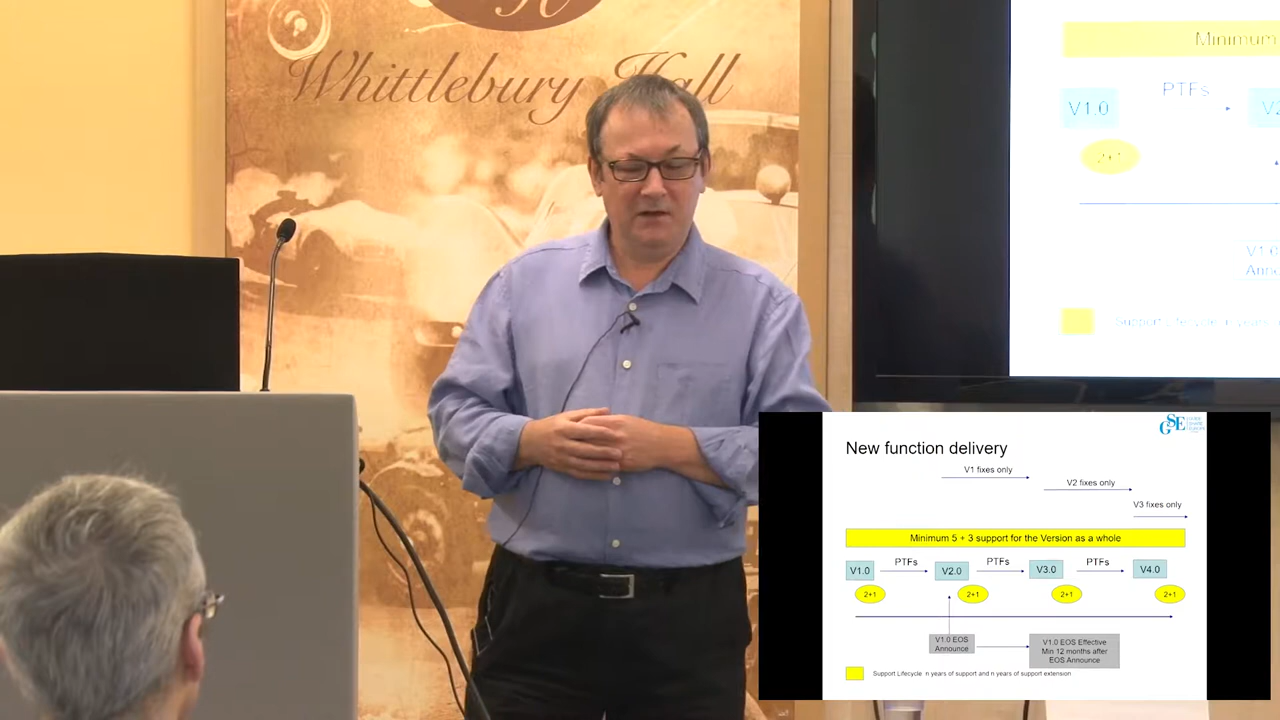 Whittlebury Hall
Minimum
PTFs
V1.0
V1.0
GSE
New function delivery
V1 fixes only
V2 fixes only
V3 fixes only
Minimum 5 + 3 support for the Version as a whole
PTFs
PTFs
PTFs
V1.0
V2.0
V3.0
V4.0
2+1
2+1
2+1
2+1
V1.0 EOS
Announce
V1.0 EOS Effective
Min 12 months after
EOS Announce
Support Lifecycle n years of support and n years of support extension